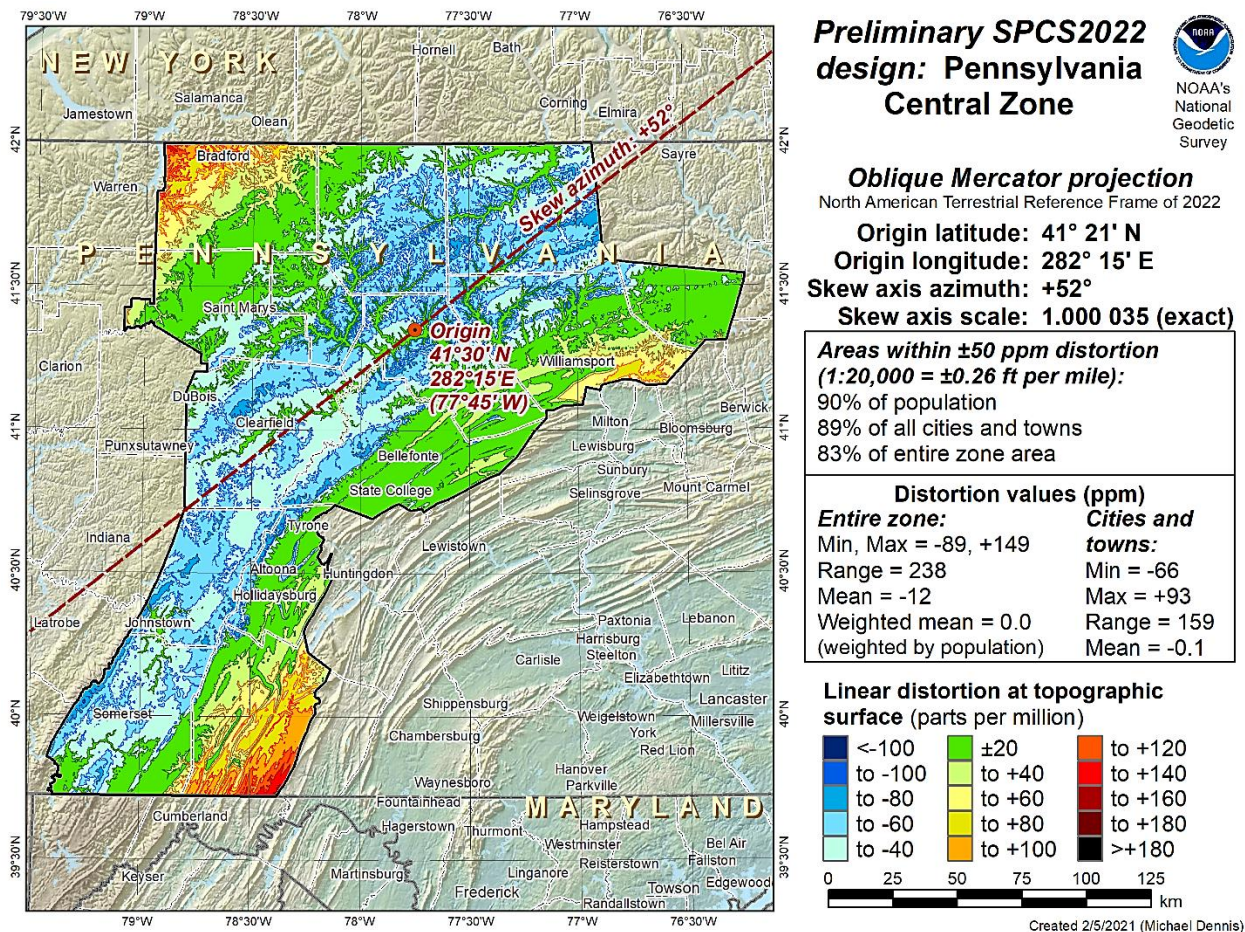 79°30'W
79°W
78°30'W
78°W
77°30'W
77°W
76°30'W
NEW YORK
Hornell
Bath
Jamestown
Salamanca
Olean
Corning
Elmira
Skew azimuth: +52°
42°N
42°N
Bradford
Sayre
Warren
PENNSYLVANIA
41°30'N
41°30'N
Saint Marys
Origin
41°30' N
282°15'E
(77°45' W)
Williamsport
Clarion
DuBois
Clearfield
Berwick
41°N
41°N
Milton
Bloomsburg
Punxsutawney
Lewisburg
Bellefonte
Sunbury
State College
Selinsgrove
Mount Carmel
Tyrone
Indiana
Lewistown
40°30'N
40°30'N
Altoona
Huntingdon
Hollidaysburg
Latrobe
Johnstown
Paxtonia
Lebanon
Harrisburg
Steelton
Carlisle
Lititz
Elizabethtown
Lancaster
Shippensburg
40°N
40°N
Somerset
Weigelstown
Millersville
York
Chambersburg
Red Lion
Waynesboro
Hanover
Parkville
Fountainhead
MARYLAND
Cumberland
Hagerstown
Thurmont
Hampstead
Westminster
Bel Air
Reisterstown
Fallston
39°30'N
39°30'N
Keyser
Martinsburg
Linganore
Edgewood
Frederick
Towson
Randallstown
79°W
78°30'W
78°W
77°30'W
77°W
76°30'W
Preliminary SPCS2022
design: Pennsylvania
Central Zone
NOAA
NOAA's
National
Geodetic
Survey
Oblique Mercator projection
North American Terrestrial Reference Frame of 2022
Origin latitude: 41° 21' N
Origin longitude: 282° 15' E
Skew axis azimuth: +52°
Skew axis scale: 1.000 035 (exact)
Areas within ±50 ppm distortion
(1:20,000 = ±0.26 ft per mile):
90% of population
89% of all cities and towns
83% of entire zone area
Distortion values (ppm)
Entire zone:
Min, Max = -89, +149
Range = 238
Mean = -12
Weighted mean = 0.0
(weighted by population)
Cities and
towns:
Min = -66
Max = +93
Range = 159
Mean = -0.1
Linear distortion at topographic
surface (parts per million)
<-100
to -100
to -80
to -60
to -40
±20
to +40
to +60
to +80
to +100
to +120
to +140
to +160
to +180
>+180
0 25 50 75 100 125
km
Created 2/5/2021 (Michael Dennis)